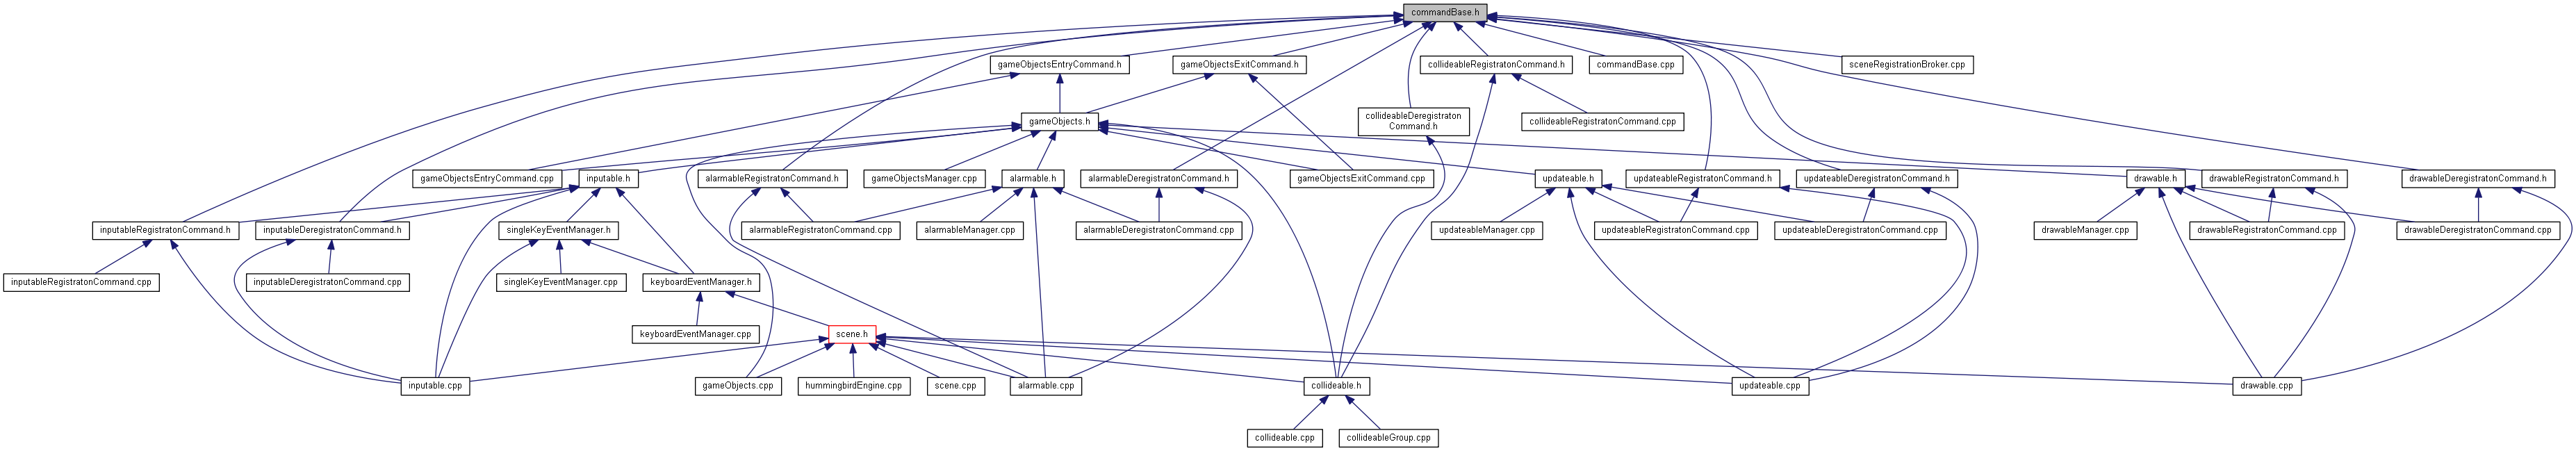 commandBase.h
gameObjectsEntryCommand.h
gameObjectsExitCommand.h
collideableRegistratonCommand.h
commandBase.cpp
sceneRegistrationBroker.cpp
gameObjects.h
collideableDeregistraton
Command.h
collideableRegistratonCommand.cpp
gameObjectsEntryCommand.cpp
inputable.h
alarmableRegistratonCommand.h
gameObjectsManager.cpp
alarmable.h
alarmableDeregistratonCommand.h
gameObjectsExitCommand.cpp
updateable.h
updateableRegistratonCommand.h
updateableDeregistratonCommand.h
drawable.h
drawableRegistratonCommand.h
drawableDeregistratonCommand.h
inputableRegistratonCommand.h
inputableDeregistratonCommand.h
singleKeyEventManager.h
alarmableRegistratonCommand.cpp
alarmableManager.cpp
alarmableDeregistratonCommand.cpp
updateableManager.cpp
updateableRegistratonCommand.cpp
updateableDeregistratonCommand.cpp
drawableManager.cpp
drawableRegistratonCommand.cpp
drawableDeregistratonCommand.cpp
inputableRegistratonCommand.cpp
inputableDeregistratonCommand.cpp
singleKeyEventManager.cpp
keyboardEventManager.h
keyboardEventManager.cpp
scene.h
inputable.cpp
gameObjects.cpp
hummingbirdEngine.cpp
scene.cpp
alarmable.cpp
collideable.h
updateable.cpp
drawable.cpp
collideable.cpp
collideableGroup.cpp